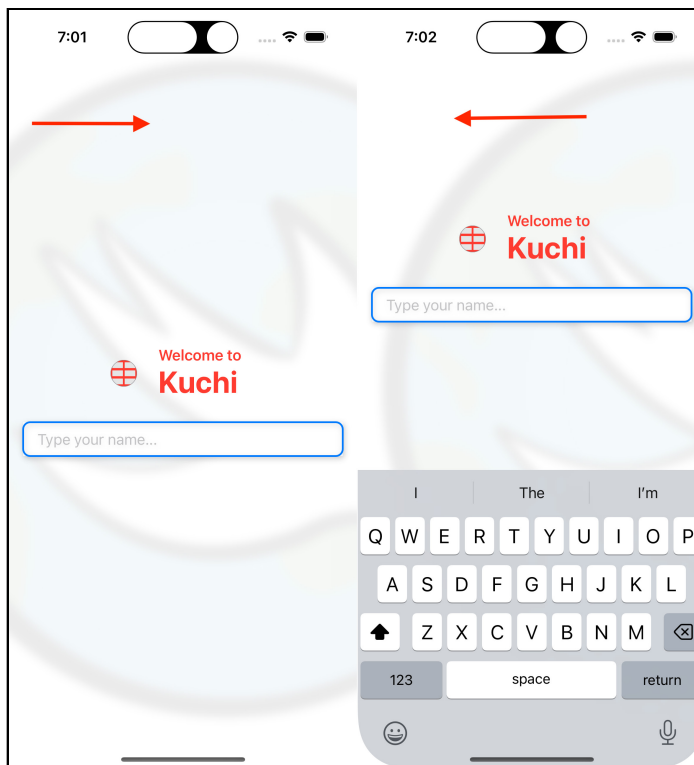 7:01
Welcome to
Kuchi
Type your name...
7:02
Welcome to
Kuchi
Type your name...
I The I'm
Q W E R T Y U I O P
A S D F G H J K L
Z X C V B N M
123 space return